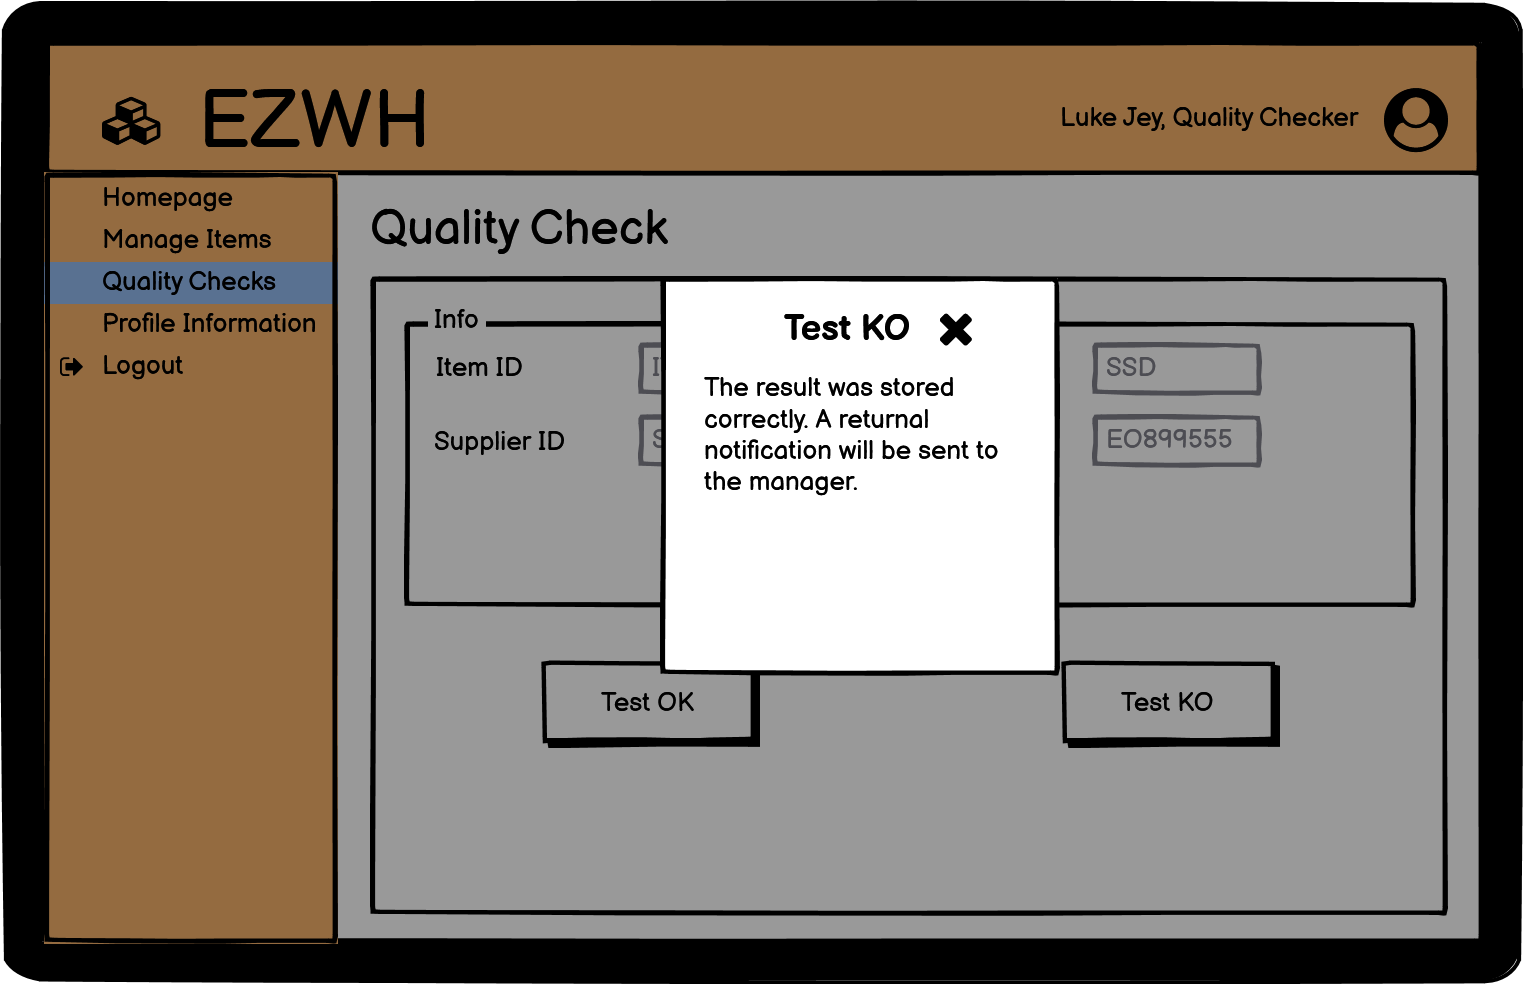 EZWH
Luke Jey, Quality Checker
Homepage
Manage Items
Quality Checks
Profile Information
Logout
Quality Check
Info
Item ID
SSD
Supplier ID
EO899555
Test KO
The result was stored
correctly. A returnal
notification will be sent to
the manager.
Test OK
Test KO